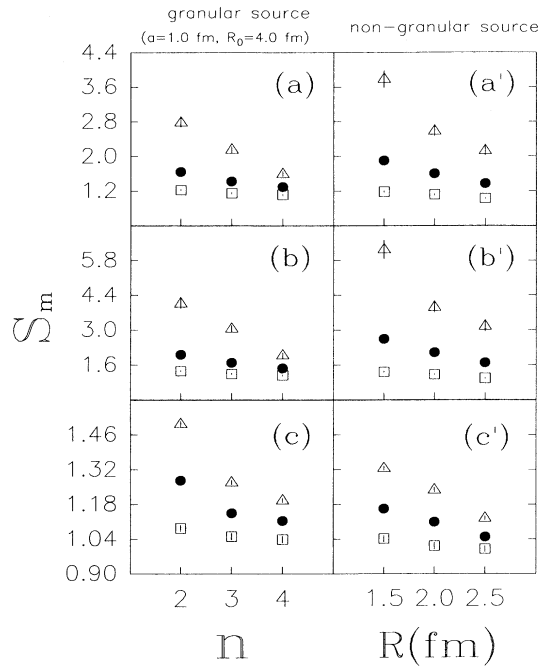 granular source
non-granular source
(a=1.0 fm, R₀=4.0 fm)
4.4
3.6
2.8
2.0
1.2
(a)
(a')
5.8
4.4
3.0
1.6
(b)
(b')
Sₘ
1.46
1.32
1.18
1.04
0.90
(c)
(c')
2 3 4
1.5 2.0 2.5
n
R(fm)